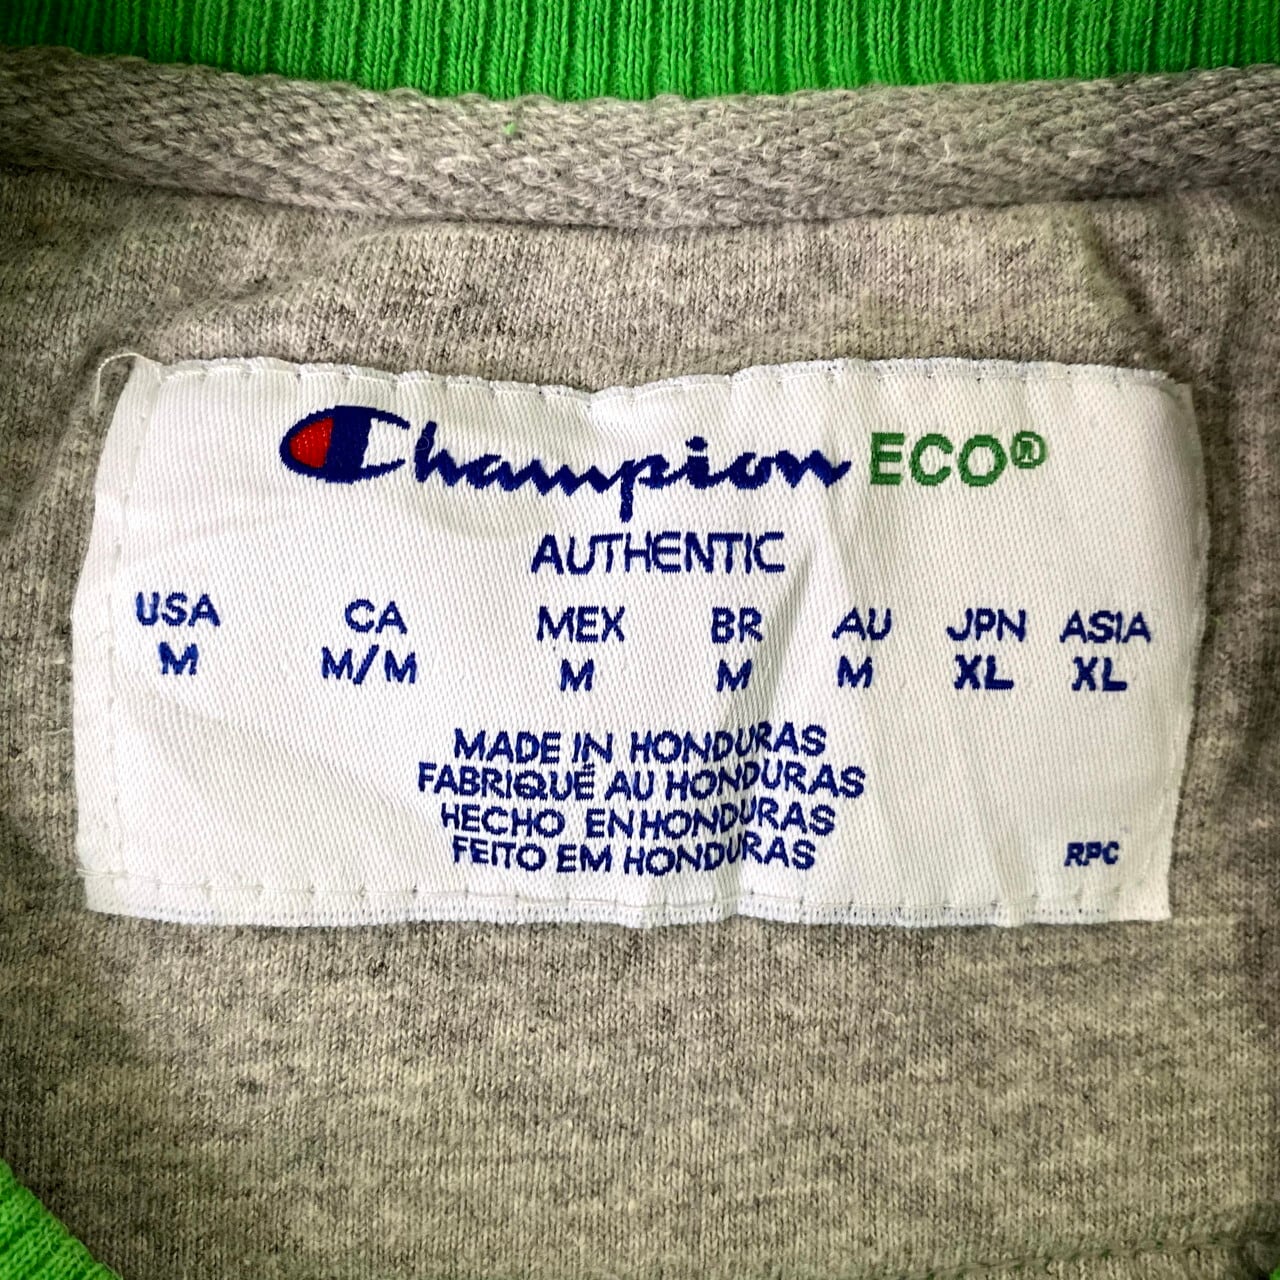 Champion ECO®
AUTHENTIC
USA CA MEX BR AU JPN ASIA
M M/M M M M XL XL
MADE IN HONDURAS
FABRIQUÉ AU HONDURAS
HECHO EN HONDURAS
FEITO EM HONDURAS
RPC